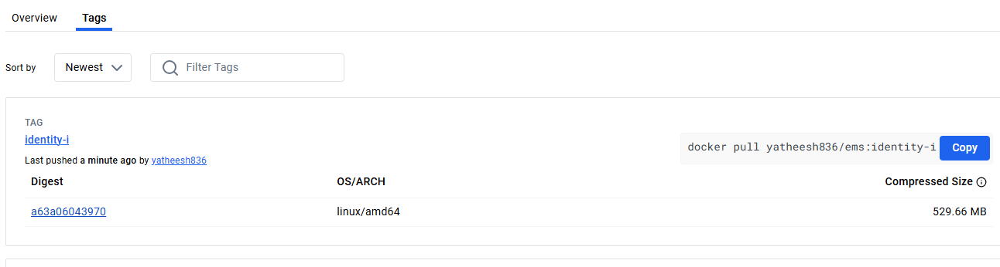 Overview Tags
Sort by Newest Filter Tags
TAG
identity-i
docker pull yatheesh836/ems:identity-i Copy
Last pushed a minute ago by yatheesh836
Digest OS/ARCH Compressed Size
a63a06043970 linux/amd64 529.66 MB